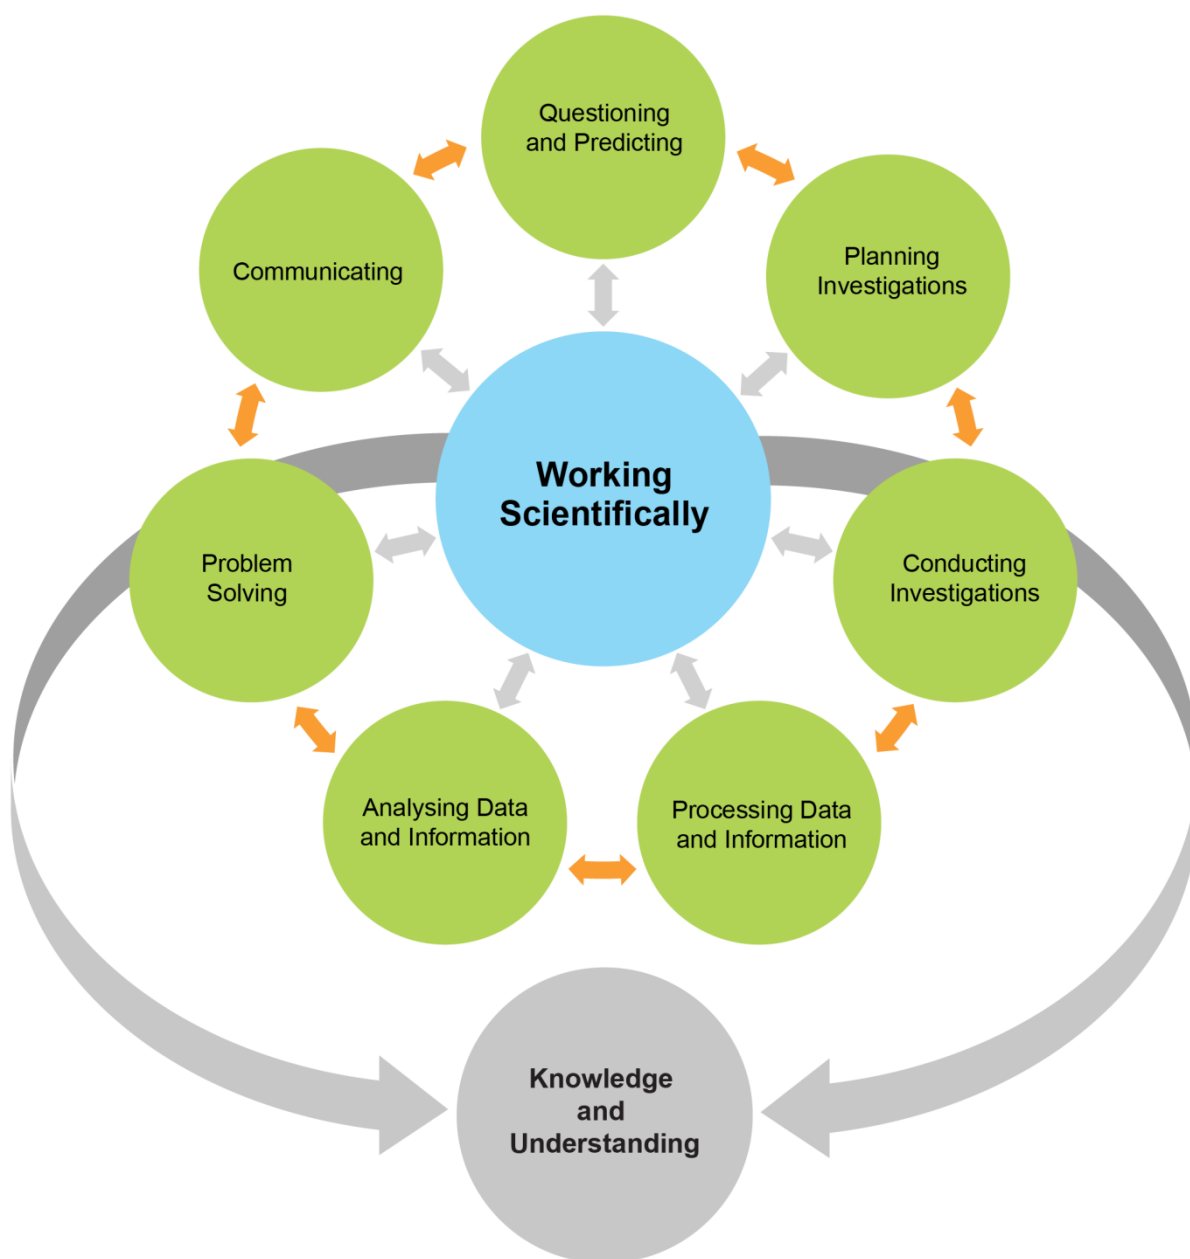 Questioning
and Predicting
Communicating
Planning
Investigations
Working
Scientifically
Problem
Solving
Conducting
Investigations
Analysing Data
and Information
Processing Data
and Information
Knowledge
and
Understanding